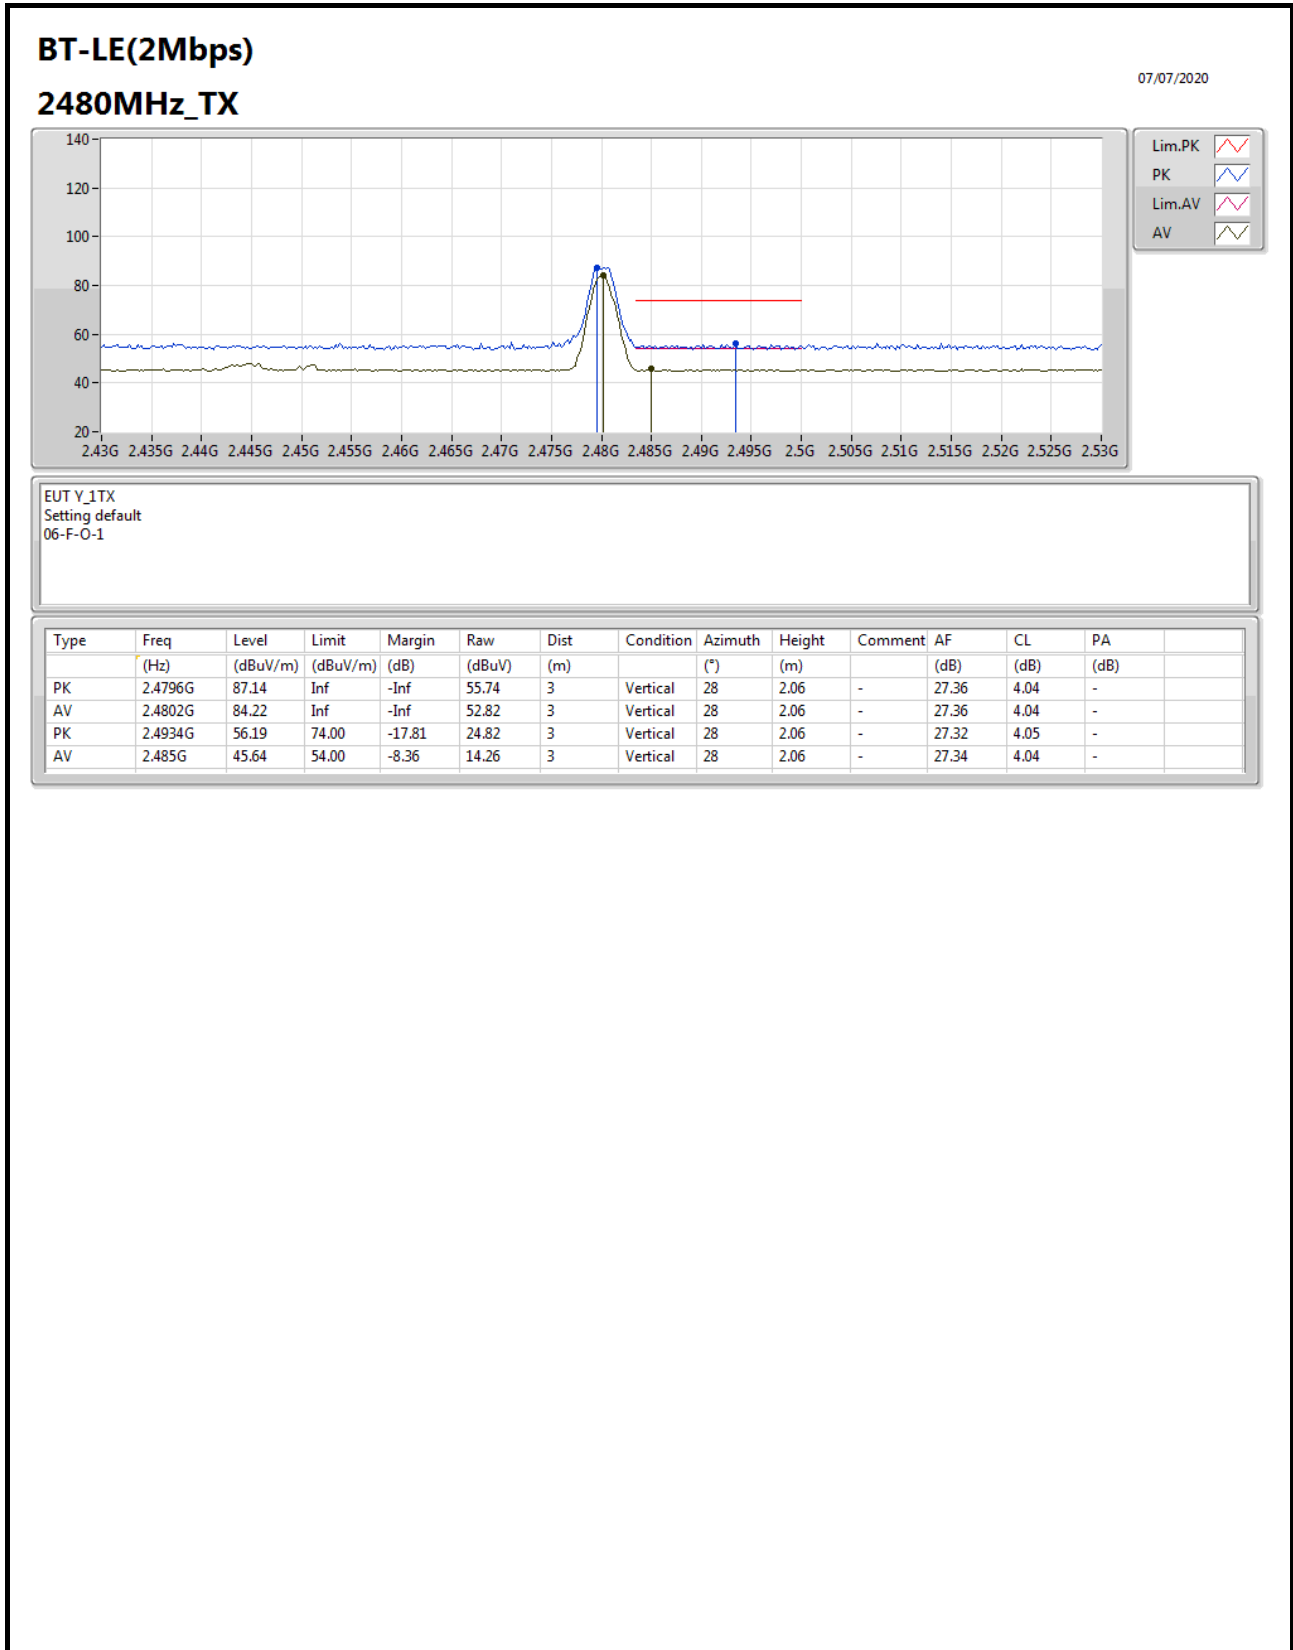 BT-LE(2Mbps)
07/07/2020
2480MHz_TX
140
120
100
80
60
40
20
2.43G 2.435G 2.44G 2.445G 2.45G 2.455G 2.46G 2.465G 2.47G 2.475G 2.48G 2.485G 2.49G 2.495G 2.5G 2.505G 2.51G 2.515G 2.52G 2.525G 2.53G
Lim.PK
PK
Lim.AV
AV
EUT Y_1TX
Setting default
06-F-O-1
Type Freq Level Limit Margin Raw Dist Condition Azimuth Height Comment AF CL PA
(Hz) (dBuV/m) (dBuV/m) (dB) (dBuV) (m) (°) (m) (dB) (dB) (dB)
PK 2.4796G 87.14 Inf -Inf 55.74 3 Vertical 28 2.06 - 27.36 4.04 -
AV 2.4802G 84.22 Inf -Inf 52.82 3 Vertical 28 2.06 - 27.36 4.04 -
PK 2.4934G 56.19 74.00 -17.81 24.82 3 Vertical 28 2.06 - 27.32 4.05 -
AV 2.485G 45.64 54.00 -8.36 14.26 3 Vertical 28 2.06 - 27.34 4.04 -